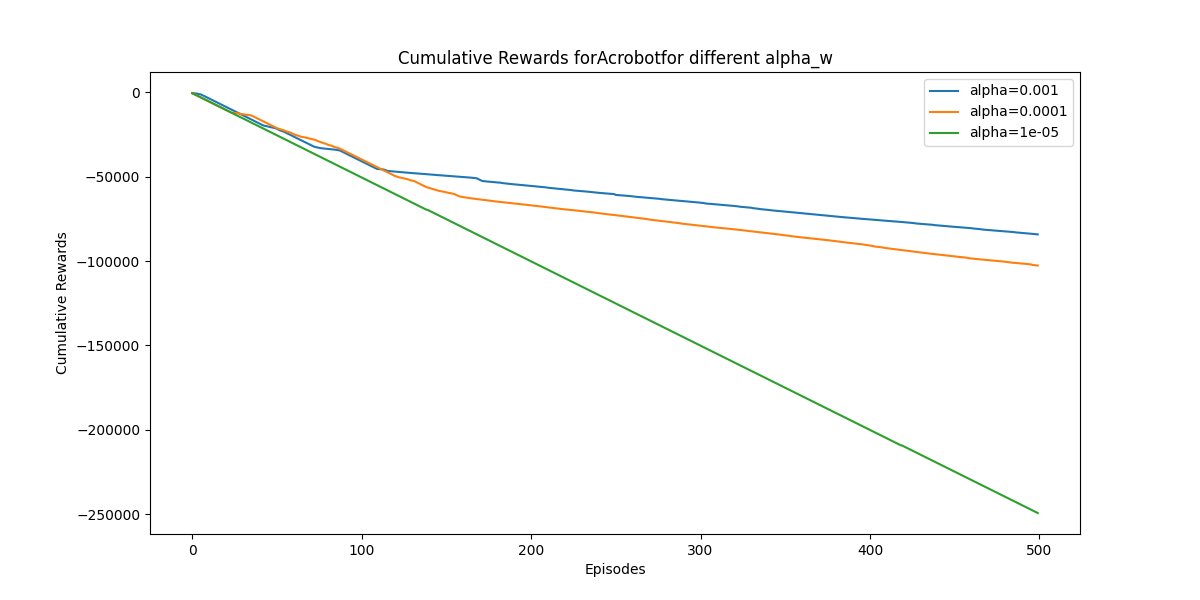 Cumulative Rewards forAcrobotfor different alpha_w
alpha=0.001
alpha=0.0001
alpha=1e-05
0
−50000
−100000
−150000
−200000
−250000
Cumulative Rewards
0 100 200 300 400 500
Episodes